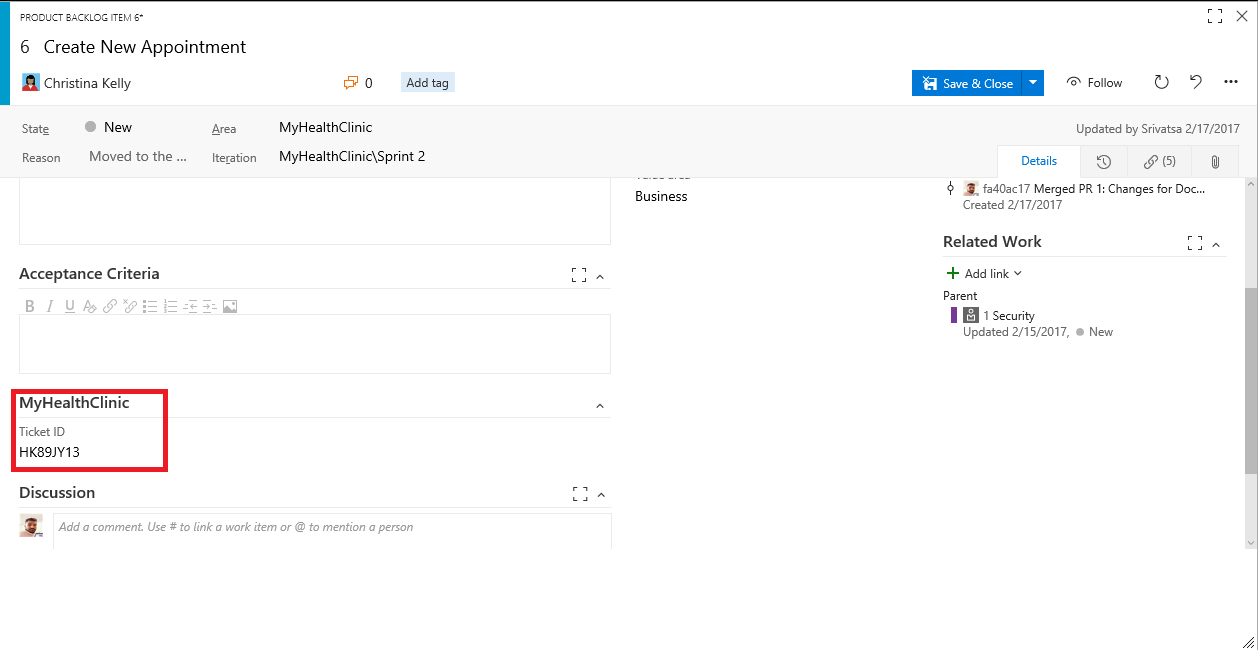 PRODUCT BACKLOG ITEM 6*
6 Create New Appointment
Christina Kelly
0
Add tag
Save & Close
Follow
State
New
Area
MyHealthClinic
Updated by Srivatsa 2/17/2017
Reason
Moved to the ...
Iteration
MyHealthClinic\Sprint 2
Details
(5)
Business
fa40ac17 Merged PR 1: Changes for Doc...
Created 2/17/2017
Related Work
Add link
Parent
1 Security
Updated 2/15/2017, New
Acceptance Criteria
B I U
MyHealthClinic
Ticket ID
HK89JY13
Discussion
Add a comment. Use # to link a work item or @ to mention a person